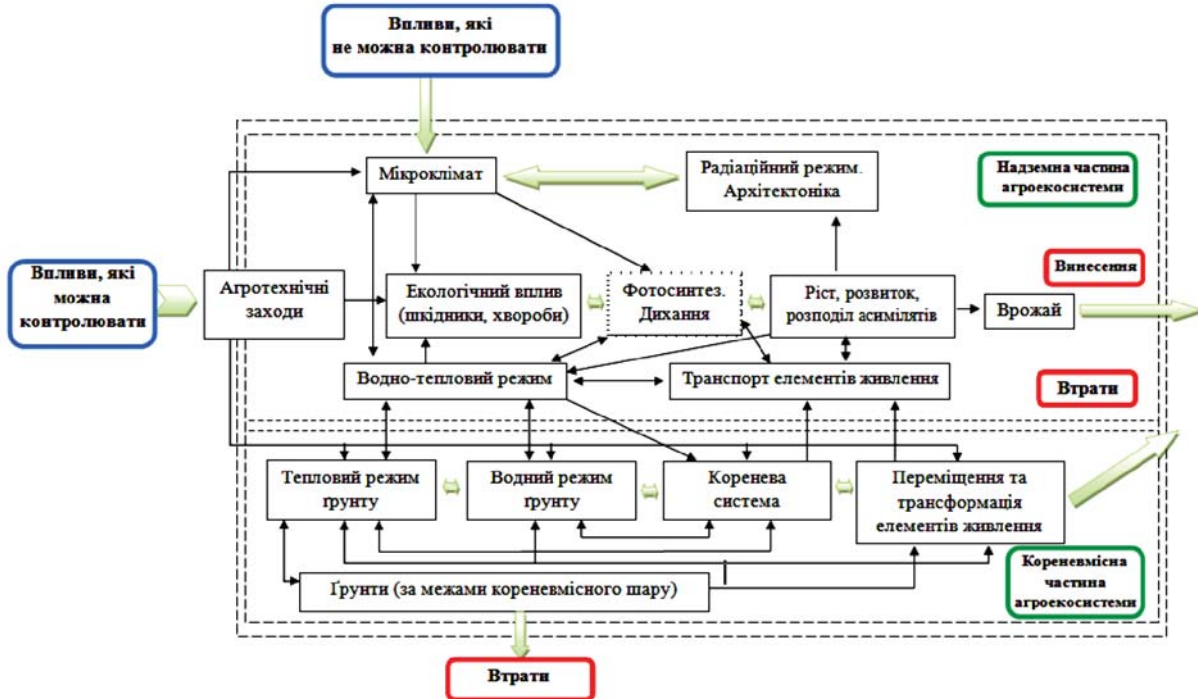 Впливи, які
не можна контролювати
Мікроклімат
Радіаційний режим.
Архітектоніка
Надземна частина
агроекосистеми
Впливи, які
можна
контролювати
Агротехнічні
заходи
Екологічний вплив
(шкідники, хвороби)
Фотосинтез.
Дихання
Ріст, розвиток,
розподіл асимілятів
Винесення
Врожай
Водно-тепловий режим
Транспорт елементів живлення
Втрати
Тепловий режим
ґрунту
Водний режим
ґрунту
Коренева
система
Переміщення та
трансформація
елементів живлення
Ґрунти (за межами кореневмісного шару)
Кореневмісна
частина
агроекосистеми
Втрати